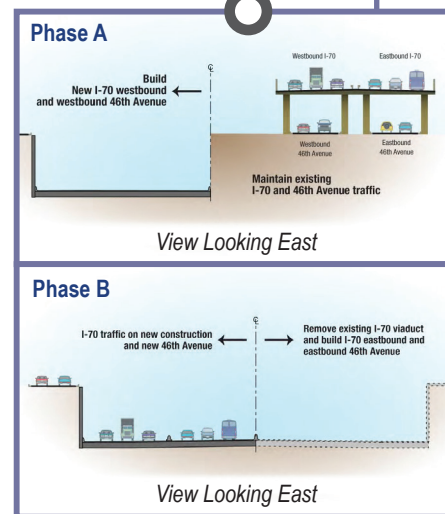 Phase A
℄
Build
New I-70 westbound
and westbound 46th Avenue
Westbound I-70
Eastbound I-70
Westbound
46th Avenue
Eastbound
46th Avenue
Maintain existing
I-70 and 46th Avenue traffic
View Looking East
Phase B
℄
I-70 traffic on new construction
and new 46th Avenue
Remove existing I-70 viaduct
and build I-70 eastbound and
eastbound 46th Avenue
View Looking East